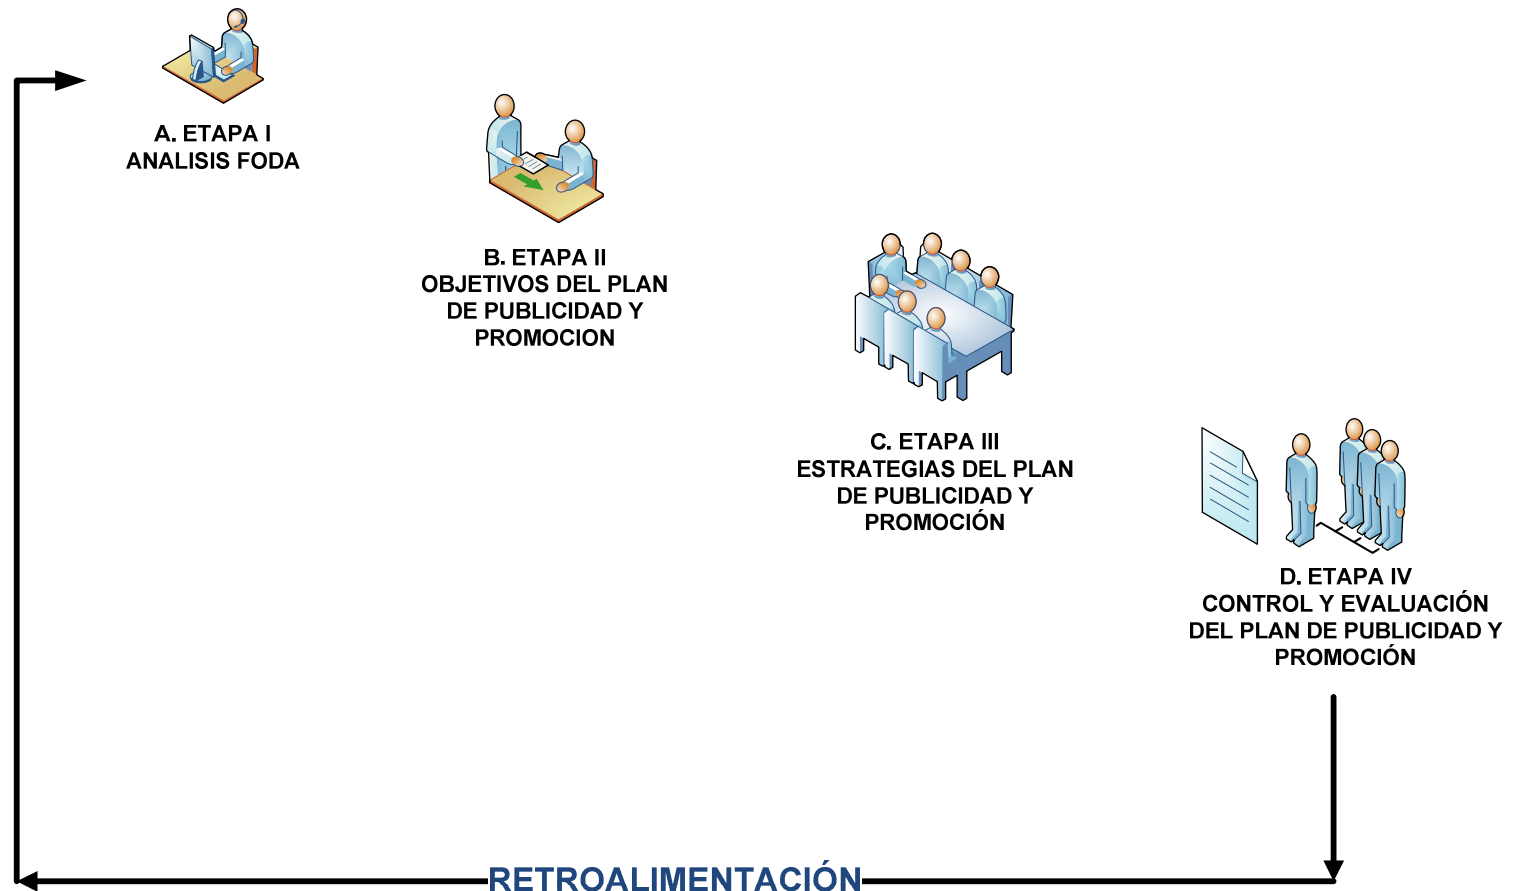 A. ETAPA I
ANALISIS FODA
B. ETAPA II
OBJETIVOS DEL PLAN
DE PUBLICIDAD Y
PROMOCION
C. ETAPA III
ESTRATEGIAS DEL PLAN
DE PUBLICIDAD Y
PROMOCIÓN
D. ETAPA IV
CONTROL Y EVALUACIÓN
DEL PLAN DE PUBLICIDAD Y
PROMOCIÓN
RETROALIMENTACIÓN